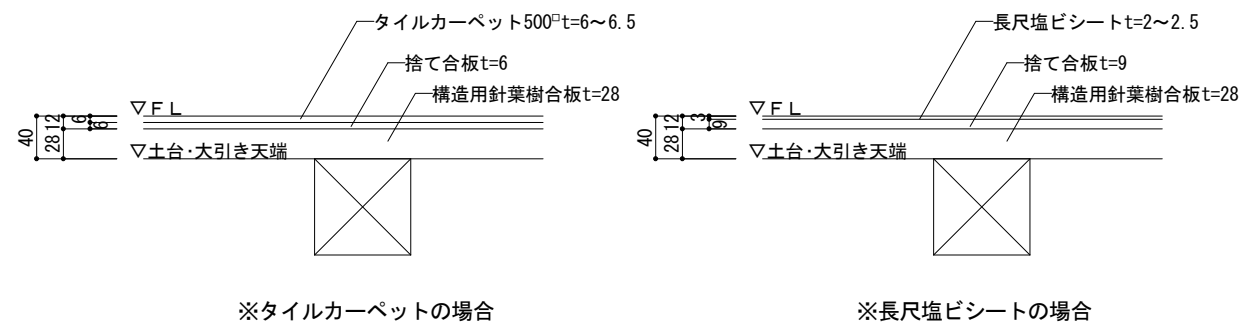 タイルカーペット500□t=6～6.5
捨て合板t=6
構造用針葉樹合板t=28
▽ＦＬ
▽土台・大引き天端
40
12
28
6
6
※タイルカーペットの場合
長尺塩ビシートt=2～2.5
捨て合板t=9
構造用針葉樹合板t=28
▽ＦＬ
▽土台・大引き天端
40
12
28
3
9
※長尺塩ビシートの場合